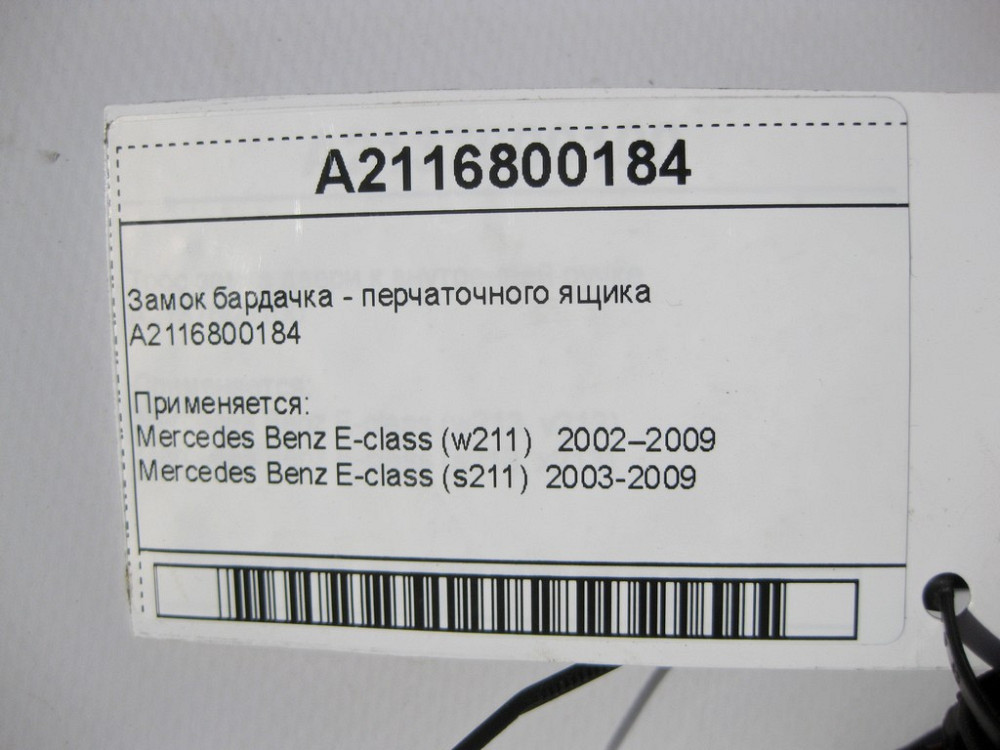 A2116800184
Замок бардачка - перчаточного ящика
A2116800184
Применяется:
Mercedes Benz E-class (w211) 2002–2009
Mercedes Benz E-class (s211) 2003-2009